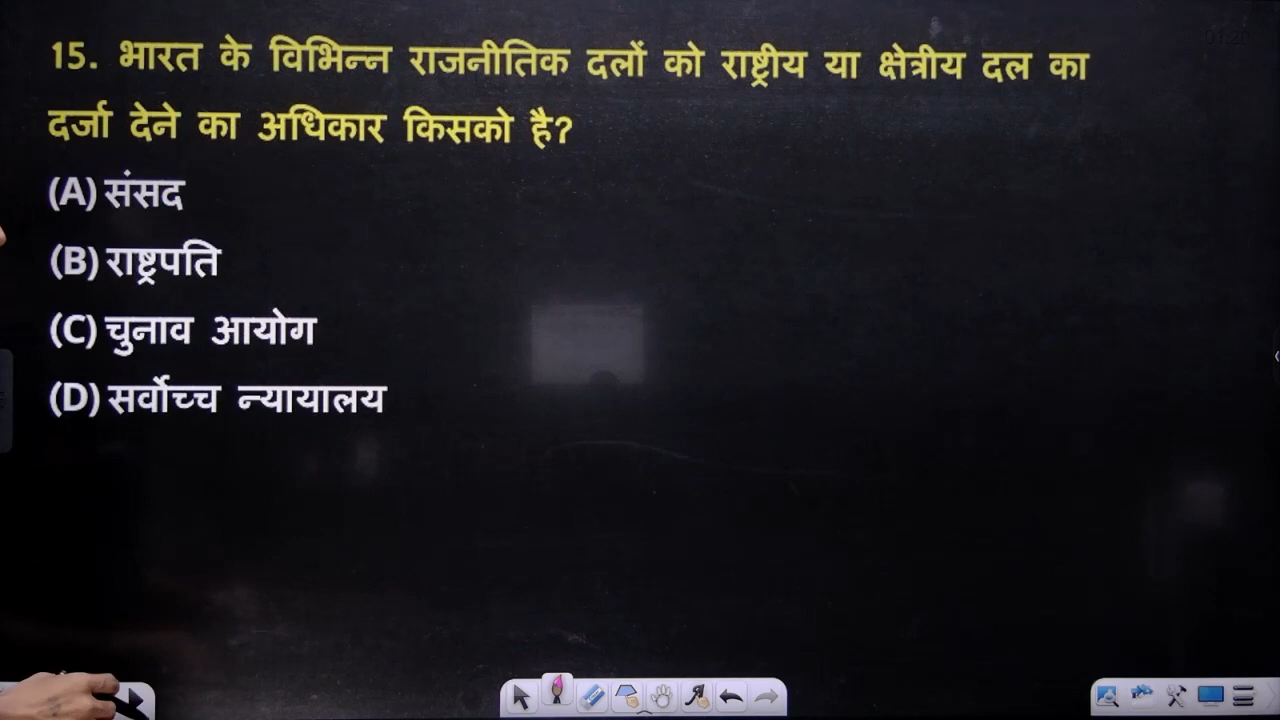 15. भारत के विभिन्न राजनीतिक दलों को राष्ट्रीय या क्षेत्रीय दल का
दर्जा देने का अधिकार किसको है?
(A) संसद
(B) राष्ट्रपति
(C) चुनाव आयोग
(D) सर्वोच्च न्यायालय